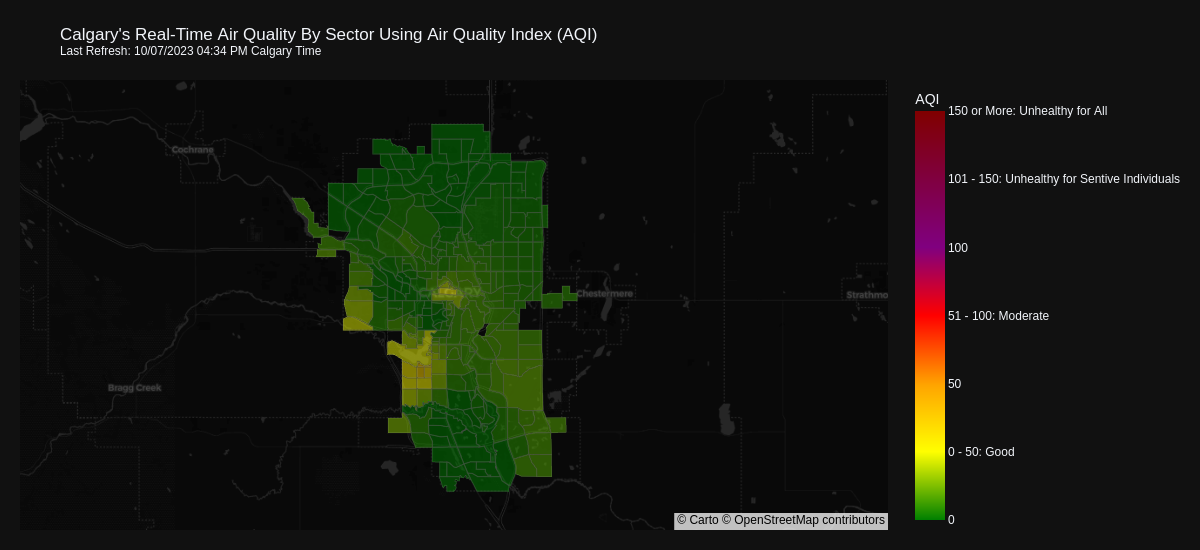 Calgary's Real-Time Air Quality By Sector Using Air Quality Index (AQI)
Last Refresh: 10/07/2023 04:34 PM Calgary Time
AQI
150 or More: Unhealthy for All
Cochrane
101 - 150: Unhealthy for Sentive Individuals
100
CALGARY
Chestermere
Strathmo
51 - 100: Moderate
Bragg Creek
50
0 - 50: Good
0
© Carto © OpenStreetMap contributors